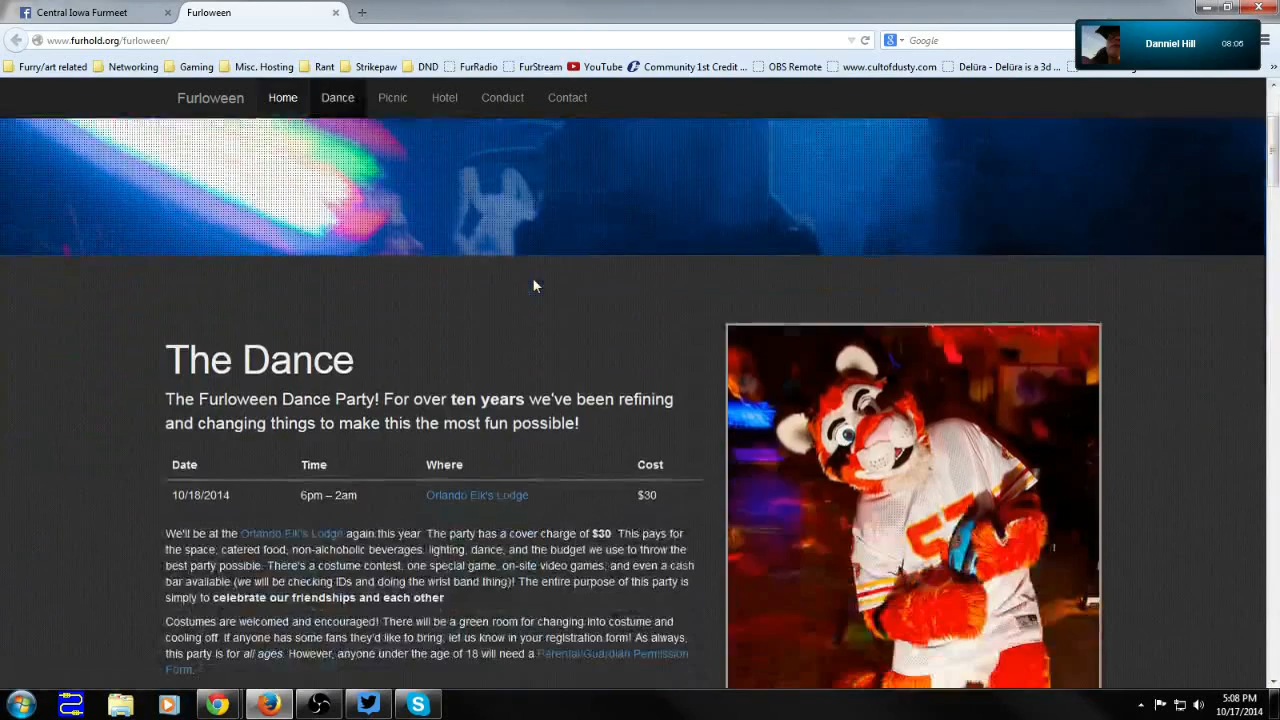 Central Iowa Furmeet
Furloween
www.furhold.org/furloween/
Google
Danniel Hill 08:06
Furry/art related Networking Gaming Misc. Hosting Rant Strikepaw DND FurRadio FurStream YouTube Community 1st Credit ... OBS Remote www.cultofdusty.com Delūra - Delūra is a 3d ...
Furloween Home Dance Picnic Hotel Conduct Contact
The Dance
The Furloween Dance Party! For over ten years we've been refining
and changing things to make this the most fun possible!
Date Time Where Cost
10/18/2014 6pm – 2am Orlando Elk's Lodge $30
We'll be at the Orlando Elk's Lodge again this year. The party has a cover charge of $30. This pays for
the space, catered food, non-alchoholic beverages, lighting, dance, and the budget we use to throw the
best party possible. There's a costume contest, one special game, on-site video games, and even a cash
bar available (we will be checking IDs and doing the wrist band thing)! The entire purpose of this party is
simply to celebrate our friendships and each other
Costumes are welcomed and encouraged! There will be a green room for changing into costume and
cooling off. If anyone has some fans they'd like to bring, let us know in your registration form! As always,
this party is for all ages. However, anyone under the age of 18 will need a Parental/Guardian Permission
Form.
5:08 PM
10/17/2014